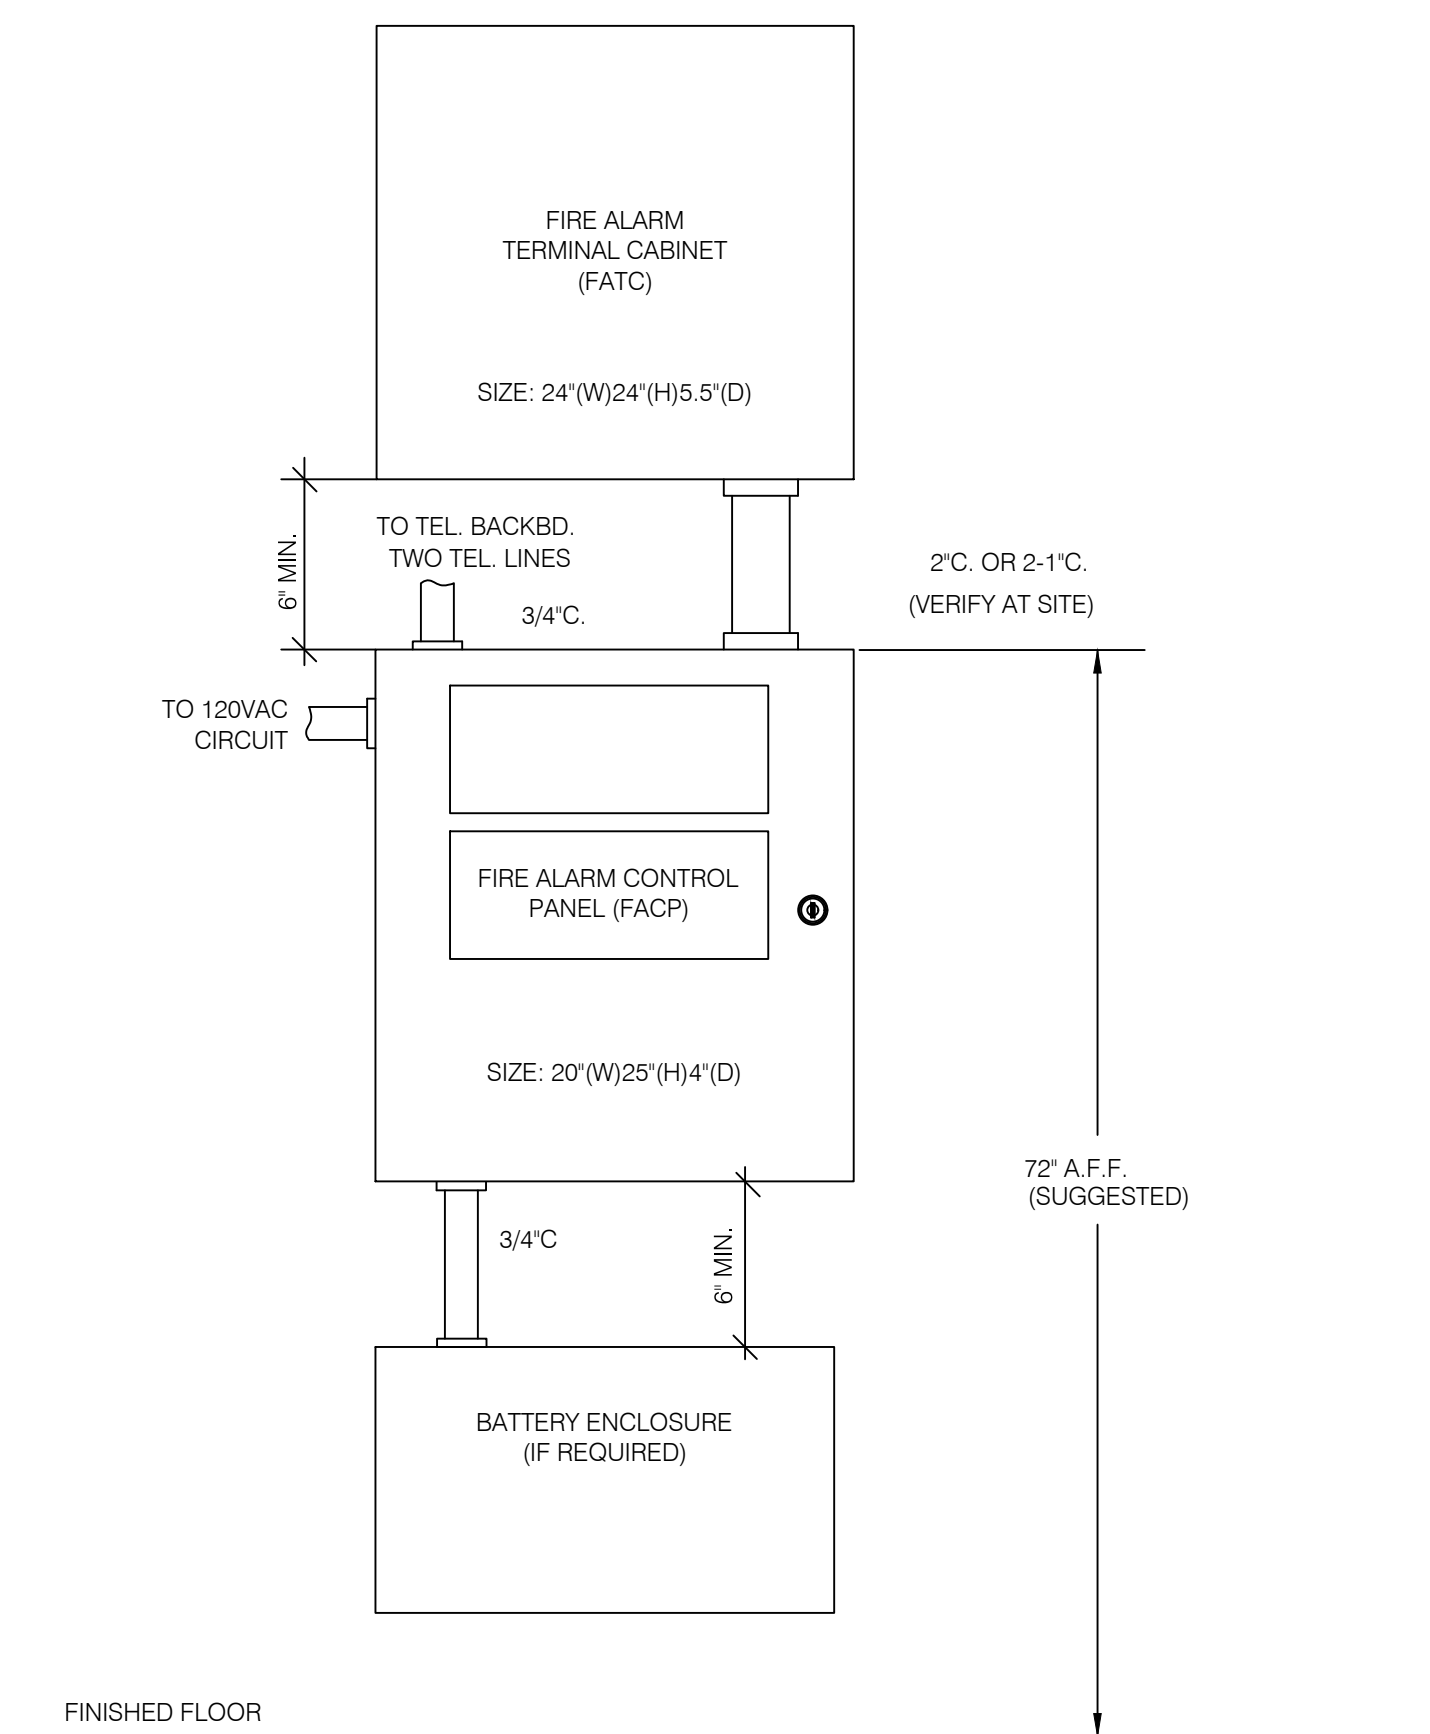 FIRE ALARM
TERMINAL CABINET
(FATC)
SIZE: 24"(W)24"(H)5.5"(D)
6" MIN.
TO TEL. BACKBD.
TWO TEL. LINES
3/4"C.
2"C. OR 2-1"C.
(VERIFY AT SITE)
TO 120VAC
CIRCUIT
FIRE ALARM CONTROL
PANEL (FACP)
SIZE: 20"(W)25"(H)4"(D)
72" A.F.F.
(SUGGESTED)
3/4"C
6" MIN.
BATTERY ENCLOSURE
(IF REQUIRED)
FINISHED FLOOR